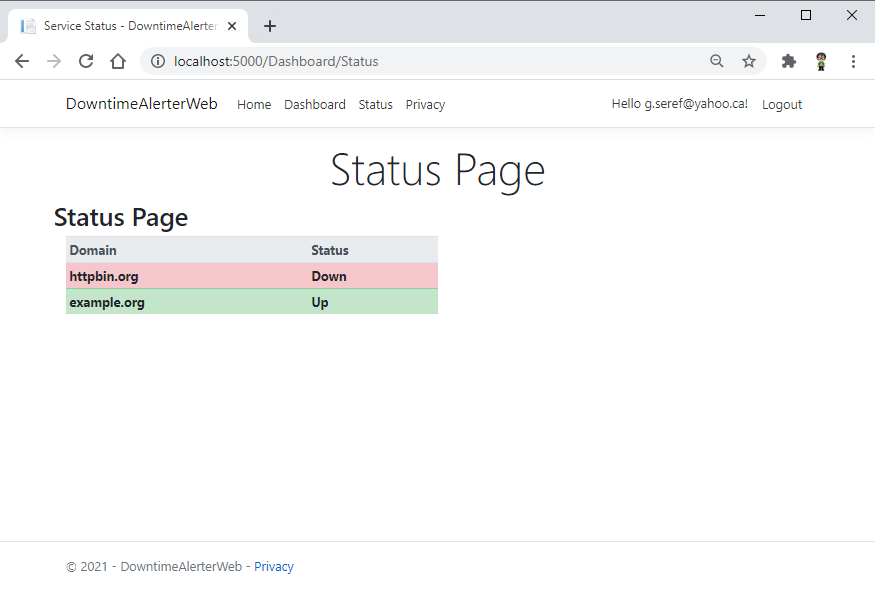 Service Status - DowntimeAlerter
localhost:5000/Dashboard/Status
DowntimeAlerterWeb Home Dashboard Status Privacy Hello g.seref@yahoo.ca! Logout
Status Page
Status Page
Domain Status
httpbin.org Down
example.org Up
© 2021 - DowntimeAlerterWeb - Privacy